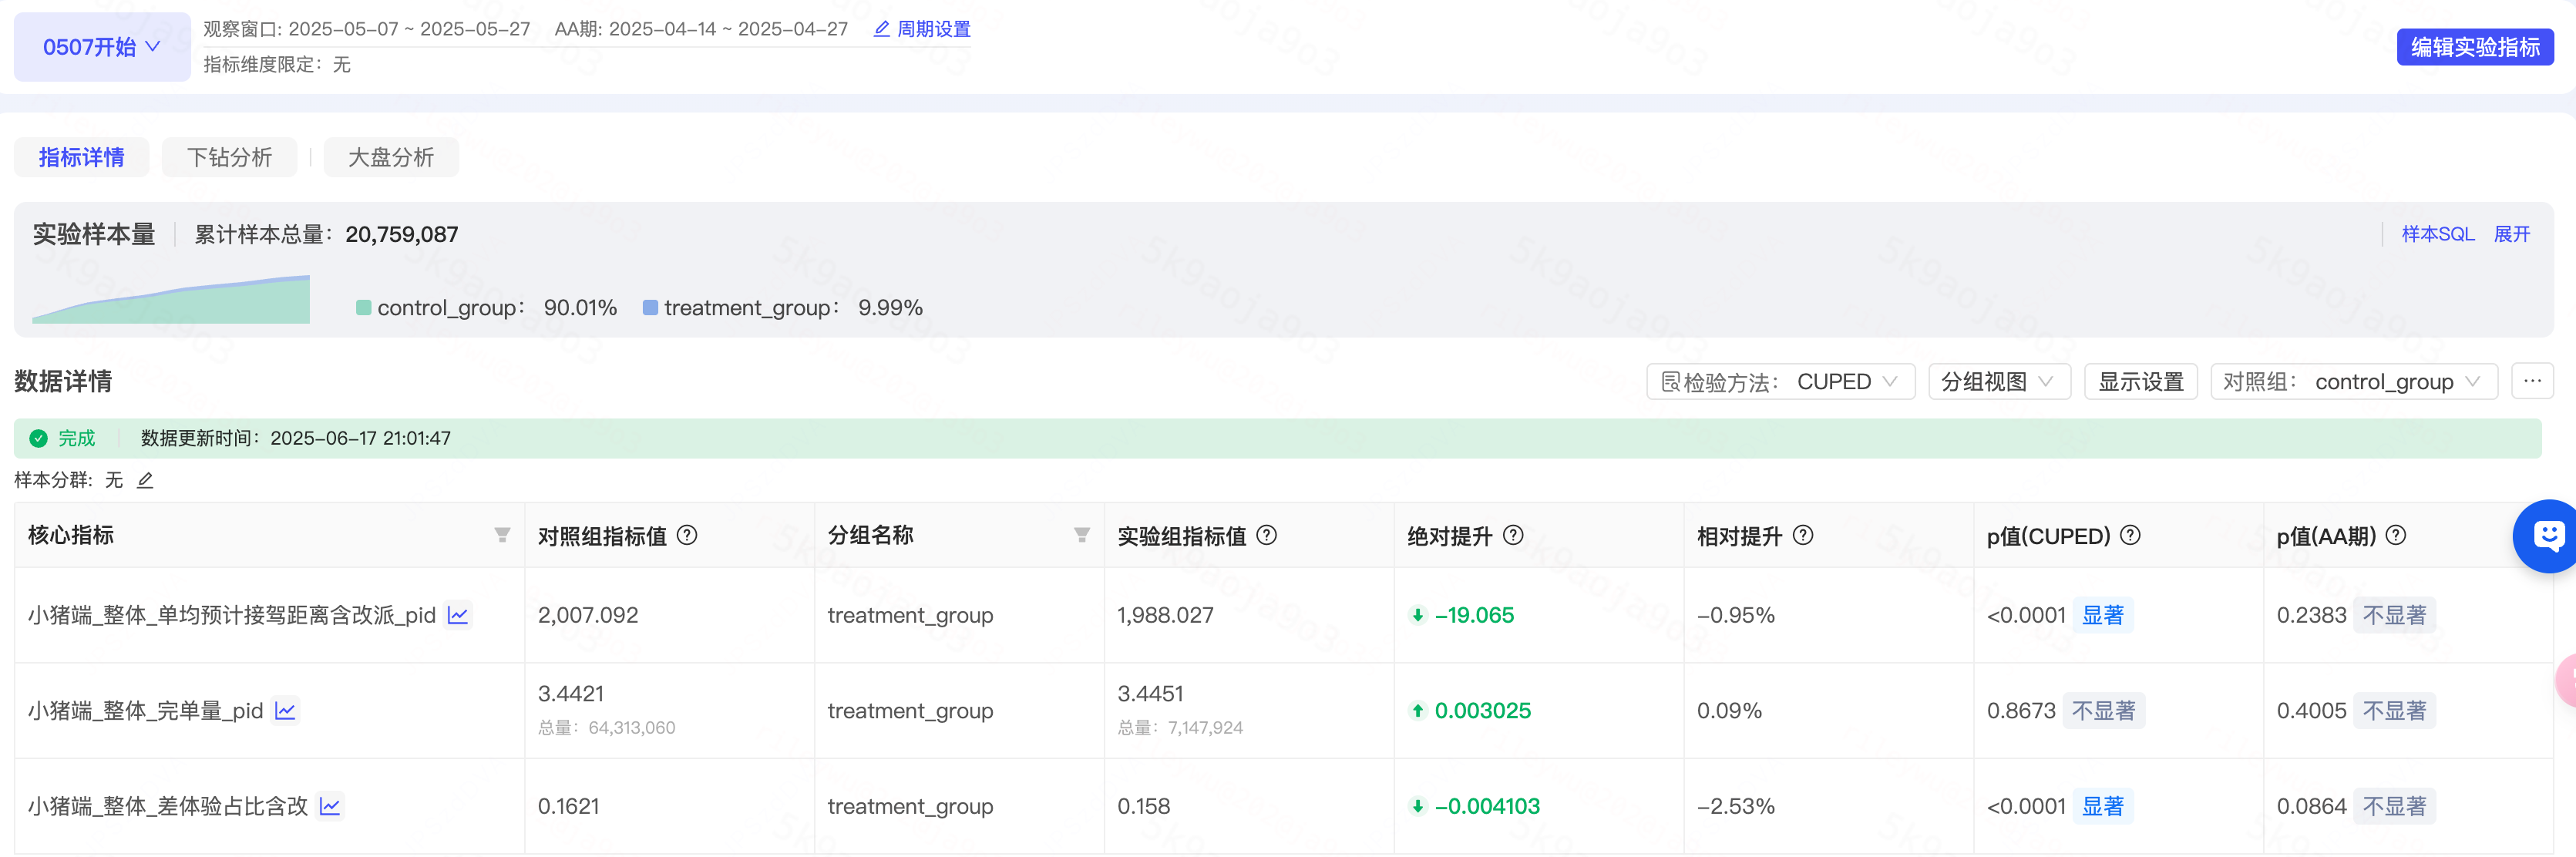 0507开始
观察窗口: 2025-05-07 ~ 2025-05-27 AA期: 2025-04-14 ~ 2025-04-27 周期设置
指标维度限定: 无
编辑实验指标
指标详情 下钻分析 大盘分析
实验样本量 累计样本总量: 20,759,087 样本SQL 展开
control_group: 90.01% treatment_group: 9.99%
数据详情 检验方法: CUPED 分组视图 显示设置 对照组: control_group ...
完成 数据更新时间: 2025-06-17 21:01:47
样本分群: 无
核心指标 对照组指标值 ? 分组名称 实验组指标值 ? 绝对提升 ? 相对提升 ? p值(CUPED) ? p值(AA期) ?
小猪端_整体_单均预计接驾距离含改派_pid 2,007.092 treatment_group 1,988.027 -19.065 -0.95% <0.0001 显著 0.2383 不显著
小猪端_整体_完单量_pid 3.4421 treatment_group 3.4451 0.003025 0.09% 0.8673 不显著 0.4005 不显著
总量: 64,313,060 总量: 7,147,924
小猪端_整体_差体验占比含改 0.1621 treatment_group 0.158 -0.004103 -2.53% <0.0001 显著 0.0864 不显著
5k9aoja9o3